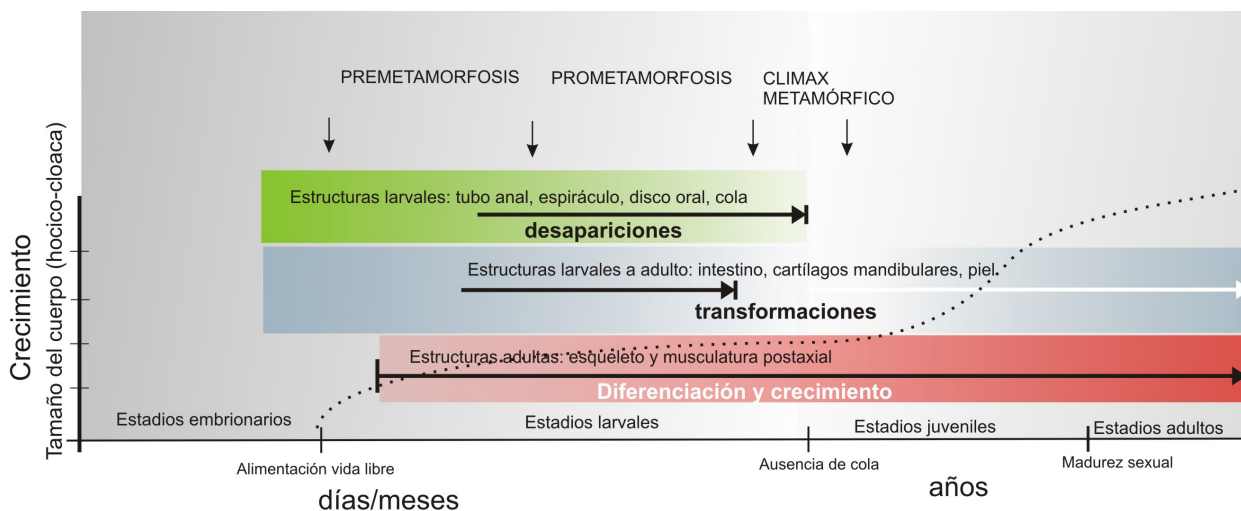 PREMETAMORFOSIS
PROMETAMORFOSIS
CLIMAX
METAMÓRFICO
Estructuras larvales: tubo anal, espiráculo, disco oral, cola
desapariciones
Estructuras larvales a adulto: intestino, cartílagos mandibulares, piel
transformaciones
Estructuras adultas: esqueleto y musculatura postaxial
Diferenciación y crecimiento
Crecimiento
Tamaño del cuerpo (hocico-cloaca)
Estadios embrionarios
Estadios larvales
Estadios juveniles
Estadios adultos
Alimentación vida libre
Ausencia de cola
Madurez sexual
días/meses
años